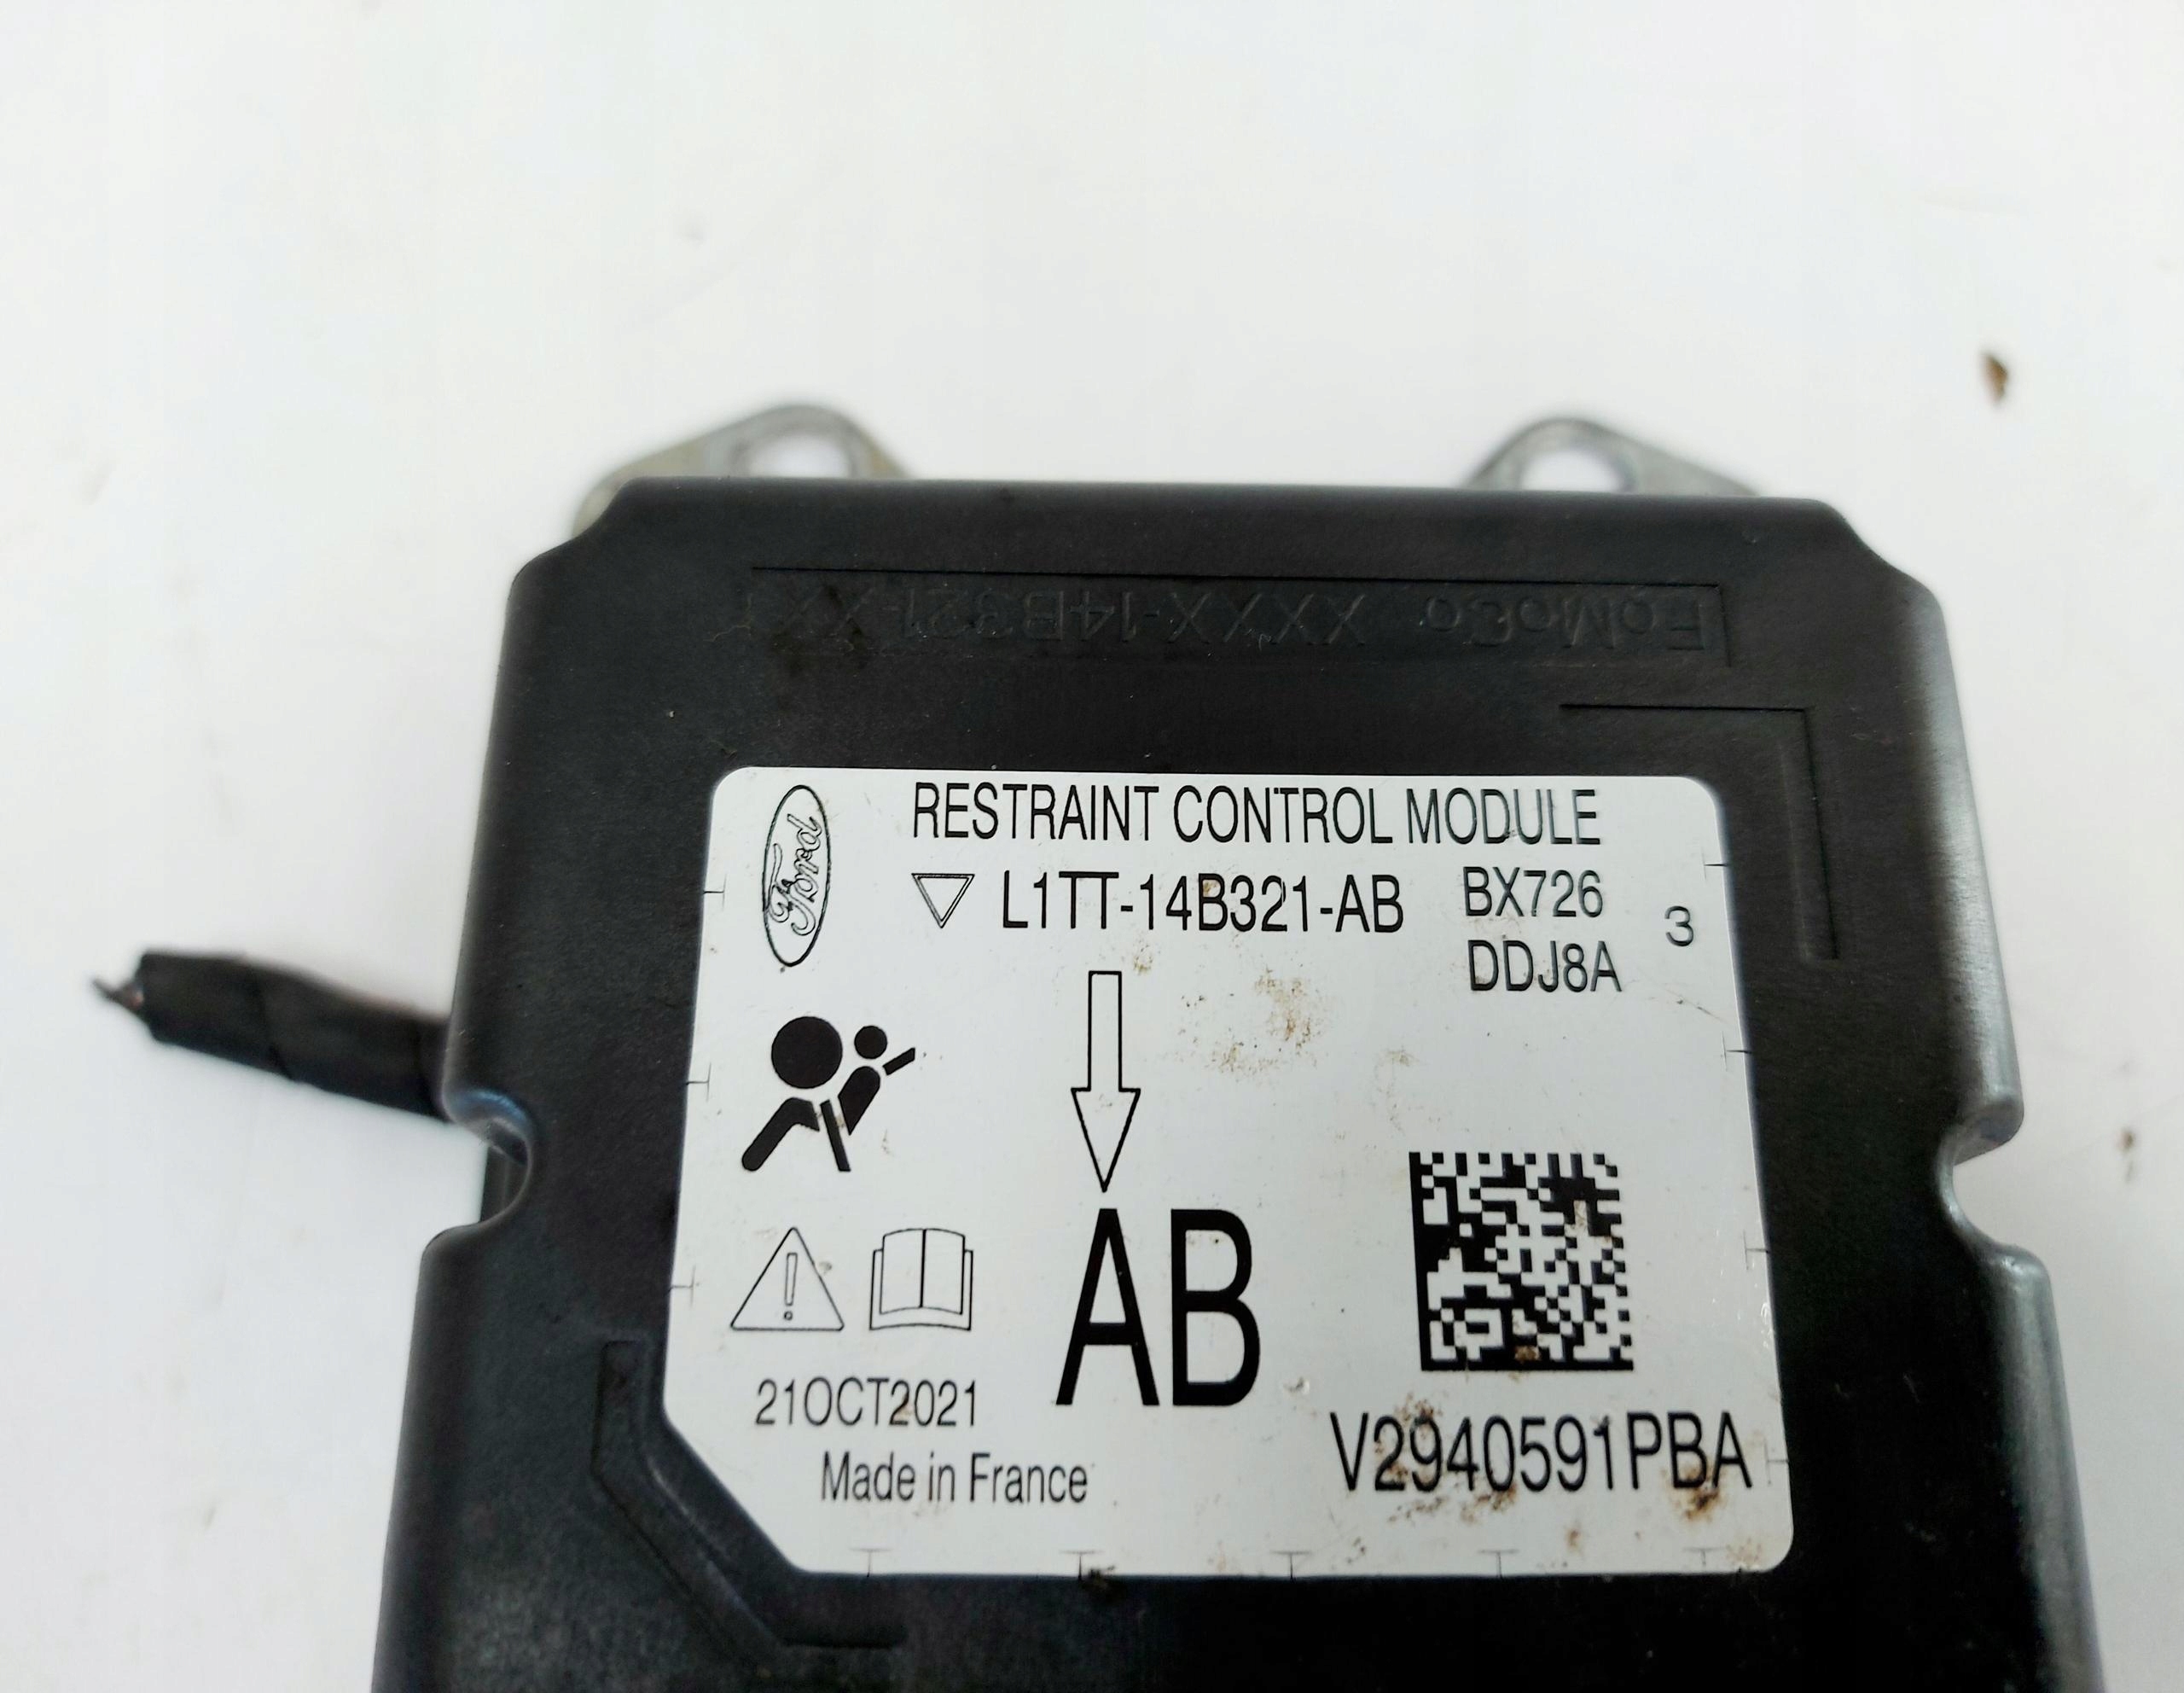 FoMoCo XXXX-14B321-XX
Ford
RESTRAINT CONTROL MODULE
L1TT-14B321-AB
BX726
3
DDJ8A
AB
21OCT2021
Made in France
V2940591PBA